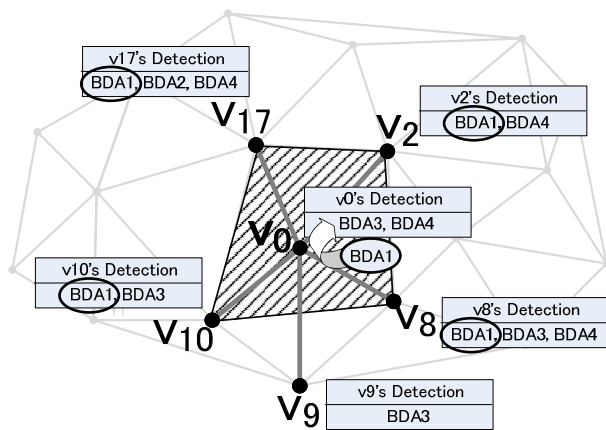 v17's Detection
BDA1, BDA2, BDA4
v2's Detection
BDA1, BDA4
V17
V2
v0's Detection
BDA3, BDA4
V0
BDA1
v10's Detection
BDA1, BDA3
v8's Detection
BDA1, BDA3, BDA4
V10
V8
v9's Detection
BDA3
V9